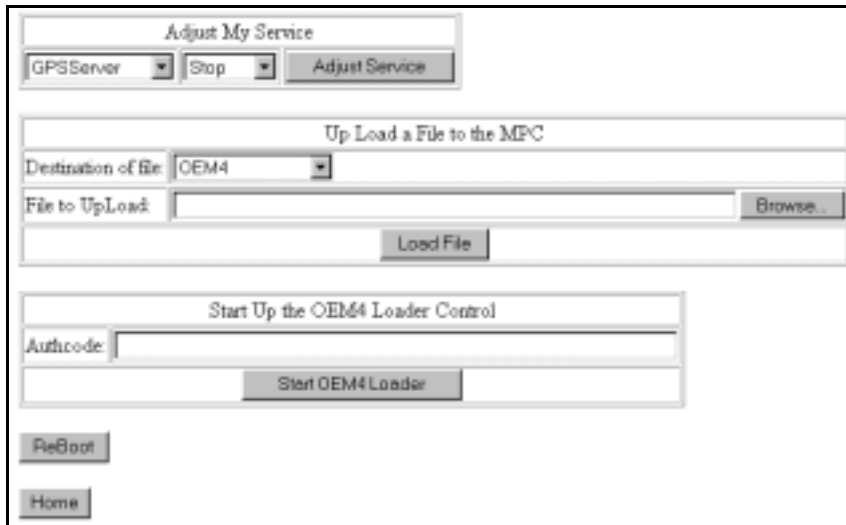 Adjust My Service
GPSServer Stop Adjust Service
Up Load a File to the MPC
Destination of file: OEM4
File to UpLoad: Browse...
Load File
Start Up the OEM4 Loader Control
Authcode:
Start OEM4 Loader
ReBoot
Home